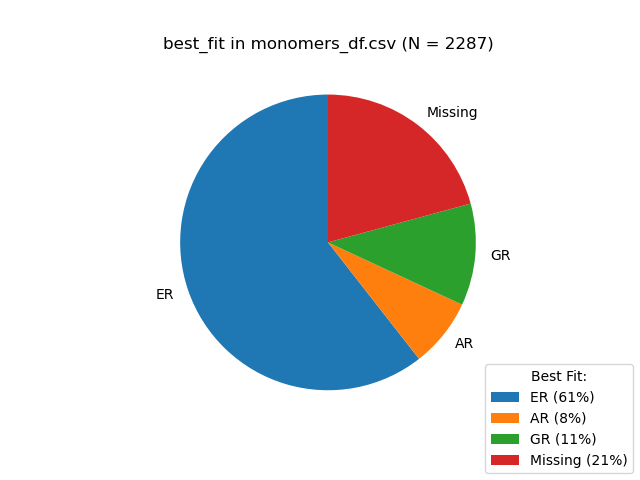 best_fit in monomers_df.csv (N = 2287)
Missing
GR
ER
AR
Best Fit:
ER (61%)
AR (8%)
GR (11%)
Missing (21%)